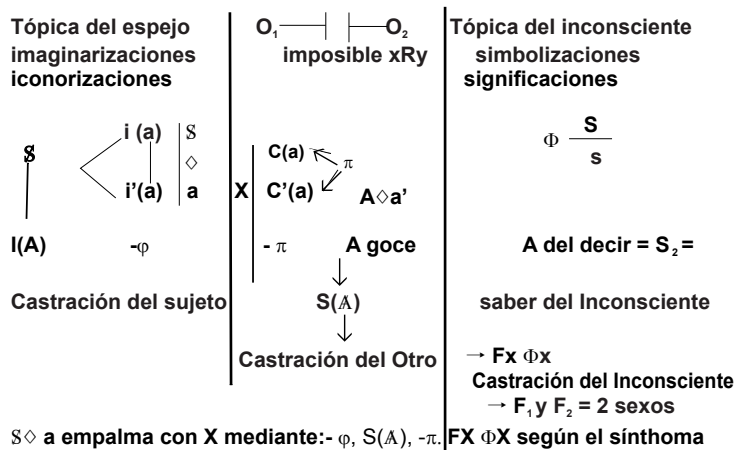 Tópica del espejo
imaginarizaciones
iconorizaciones
i (a) $
$ ◇
i'(a) a
I(A) -φ
Castración del sujeto
O₁ O₂
imposible xRy
C(a)
π
X C'(a) A◇a'
- π A goce
S(Ⱥ)
Castración del Otro
Tópica del inconsciente
simbolizaciones
significaciones
Φ S
s
A del decir = S₂ =
saber del Inconsciente
→ Fx Φx
Castración del Inconsciente
→ F₁ y F₂ = 2 sexos
$◇ a empalma con X mediante:- φ, S(Ⱥ), -π. FX ΦX según el sínthoma